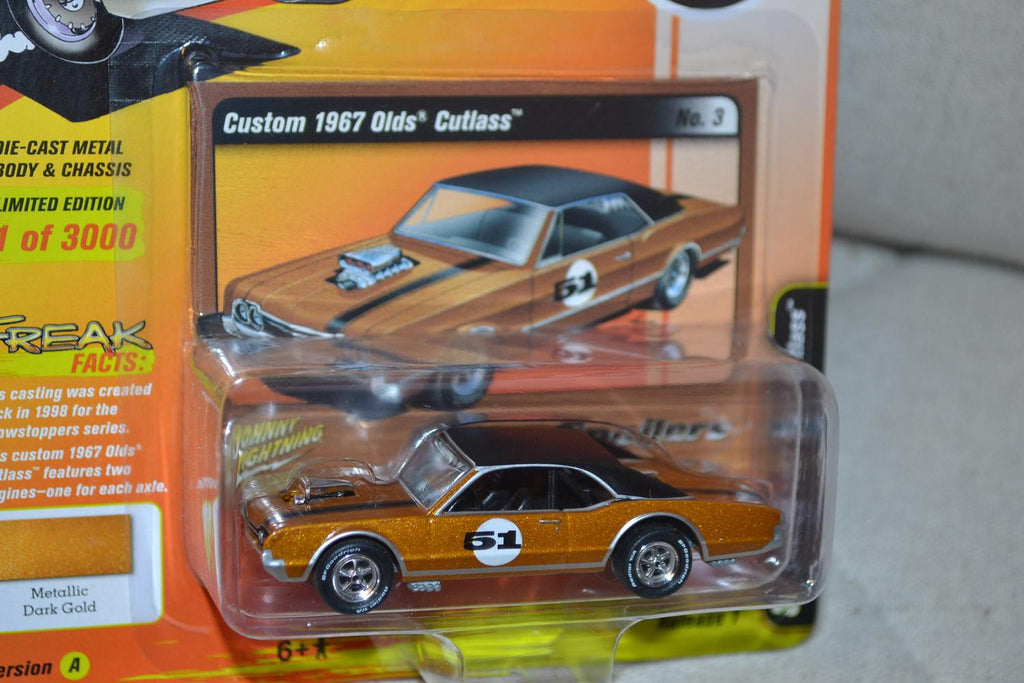 Custom 1967 Olds® Cutlass™ No. 3
DIE-CAST METAL
BODY & CHASSIS
LIMITED EDITION
1 of 3000
FREAK
FACTS:
s casting was created
ck in 1998 for the
owstoppers series.
s custom 1967 Olds®
tlass™ features two
gines—one for each axle.
Metallic
Dark Gold
ersion A
51
JOHNNY
LIGHTNING
51
6+